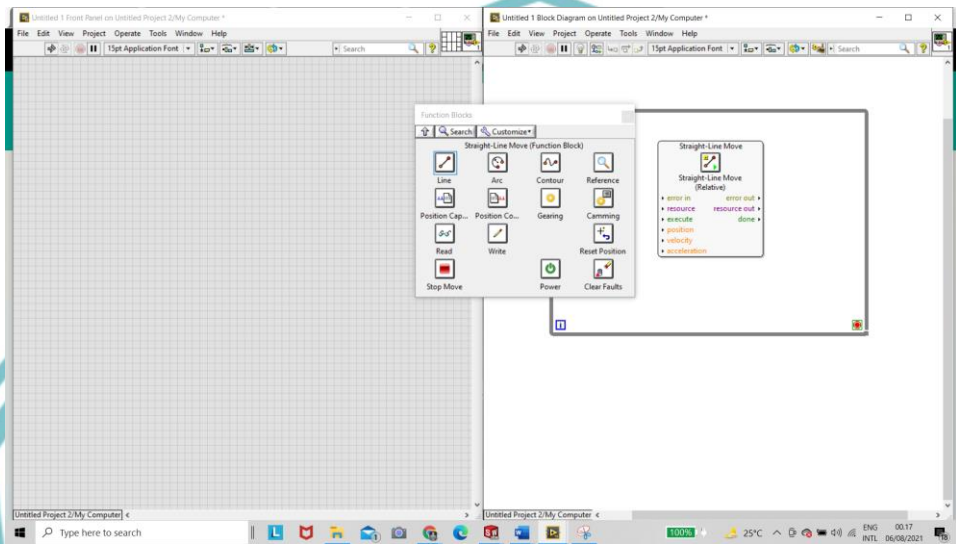 Untitled 1 Front Panel on Untitled Project 2/My Computer *
File Edit View Project Operate Tools Window Help
15pt Application Font
Search
Untitled Project 2/My Computer
Untitled 1 Block Diagram on Untitled Project 2/My Computer *
File Edit View Project Operate Tools Window Help
15pt Application Font
Search
Function Blocks
Search Customize
Straight-Line Move (Function Block)
Line Arc Contour Reference
Position Cap... Position Co... Gearing Camming
Read Write Reset Position
Stop Move Power Clear Faults
Straight-Line Move
Straight-Line Move
(Relative)
error in error out
resource resource out
execute done
position
velocity
acceleration
i
Untitled Project 2/My Computer
Type here to search
100% 25°C ENG 00.17
INTL 06/08/2021